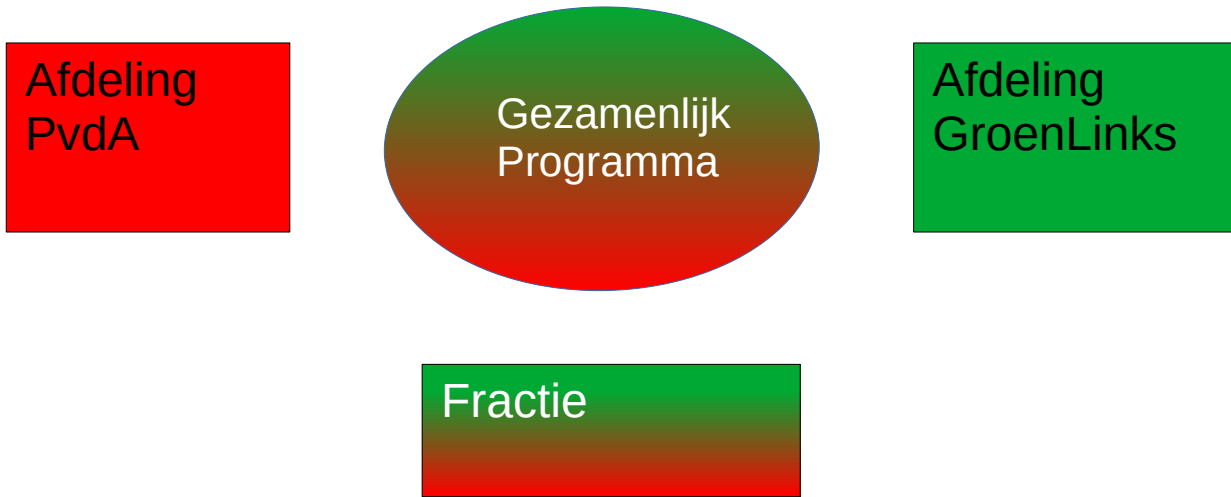 Afdeling
PvdA
Gezamenlijk
Programma
Afdeling
GroenLinks
Fractie